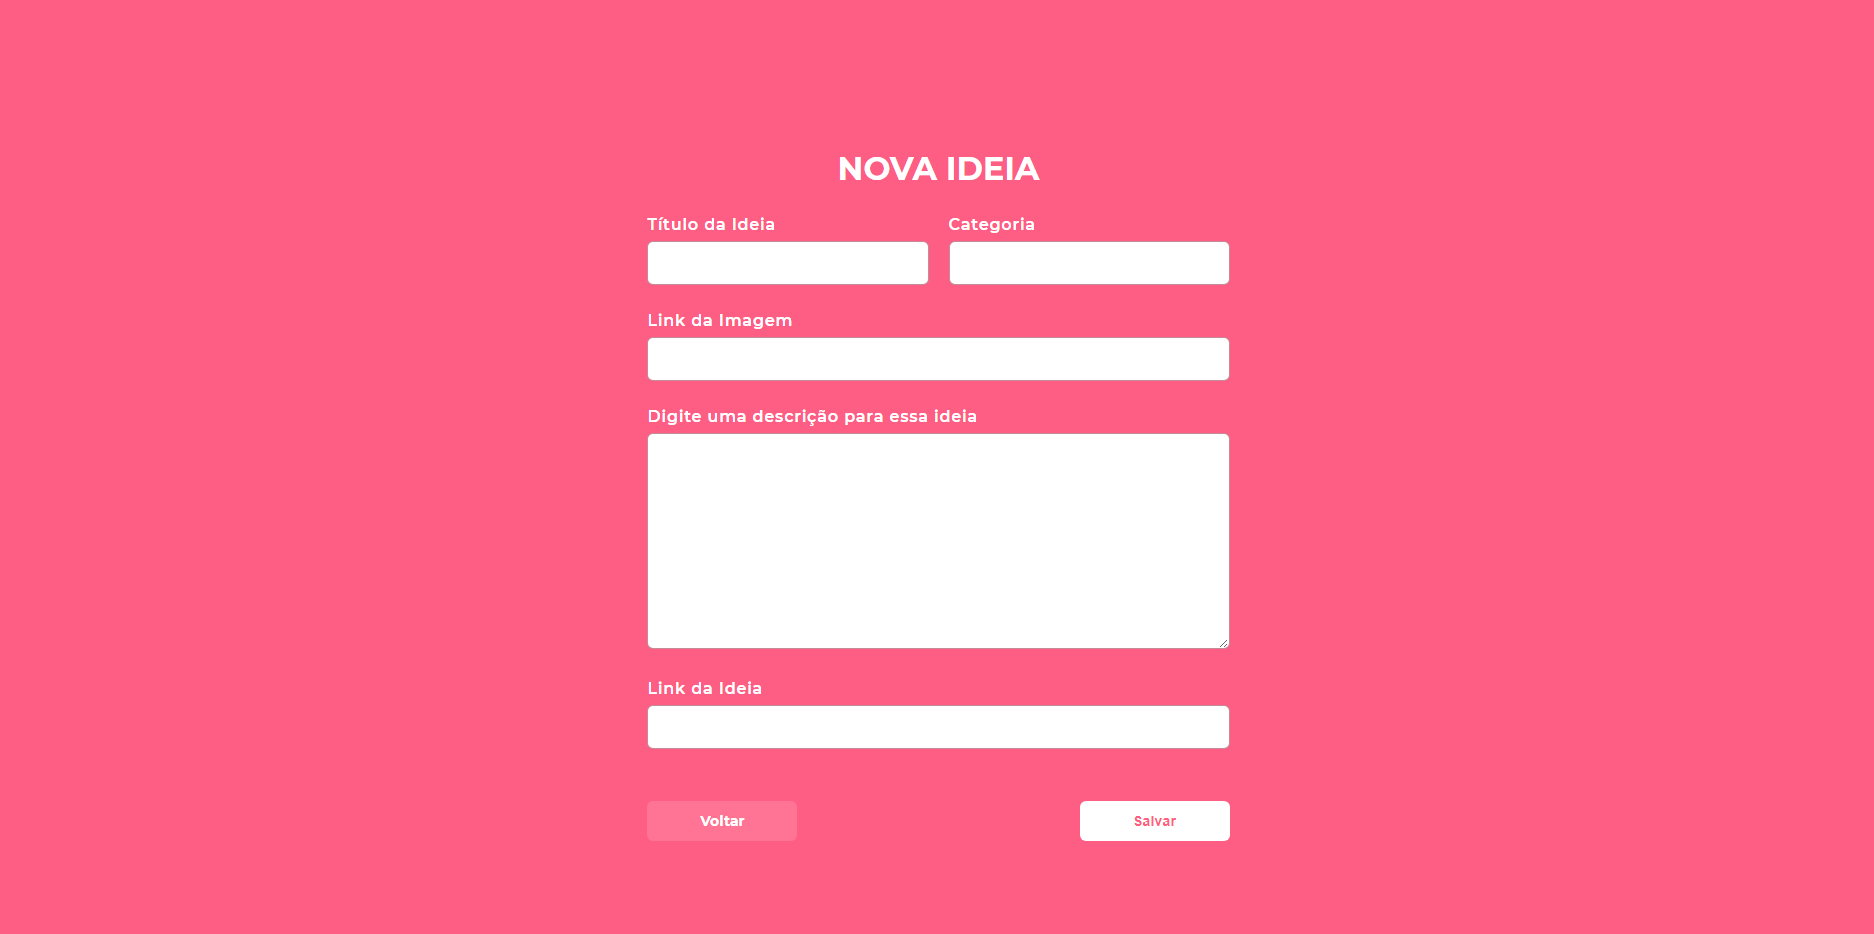 NOVA IDEIA
Título da Ideia
Categoria
Link da Imagem
Digite uma descrição para essa ideia
Link da Ideia
Voltar
Salvar